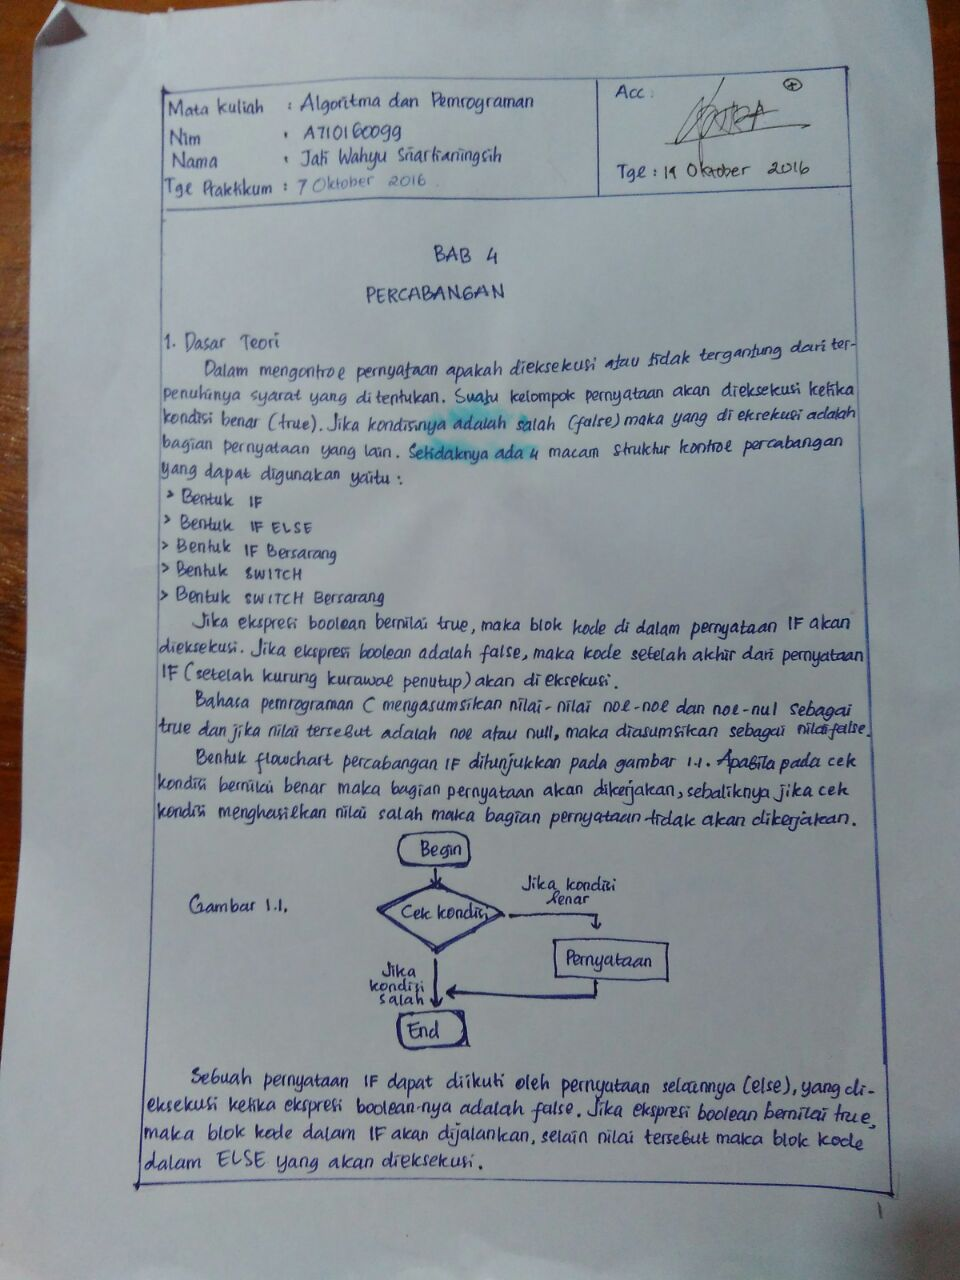 Mata kuliah : Algoritma dan Pemrograman
Nim : A710160099
Nama : Jati Wahyu
Tgl Praktikum : 7 Oktober 2016
Acc :
Tgl : 19 Oktober 2016
BAB 4
PERCABANGAN
1. Dasar Teori
Dalam mengontrol pernyataan apakah dieksekusi atau tidak tergantung dari ter-
penuhinya syarat yang ditentukan. Suatu kelompok pernyataan akan dieksekusi ketika
kondisi benar (true). Jika kondisinya adalah salah (false) maka yang di eksekusi adalah
bagian pernyataan yang lain. Setidaknya ada 4 macam struktur kontrol percabangan
yang dapat digunakan yaitu :
> Bentuk IF
> Bentuk IF ELSE
> Bentuk IF Bersarang
> Bentuk SWITCH
> Bentuk SWITCH Bersarang
Jika ekspresi boolean bernilai true, maka blok kode di dalam pernyataan IF akan
dieksekusi. Jika ekspresi boolean adalah false, maka kode setelah akhir dari pernyataan
IF (setelah kurung kurawal penutup) akan di eksekusi.
Bahasa pemrograman C mengasumsikan nilai-nilai nol-nol dan nol-nul sebagai
true dan jika nilai tersebut adalah nol atau null, maka diasumsikan sebagai nilai false.
Bentuk flowchart percabangan IF ditunjukkan pada gambar 1.1. Apabila pada cek
kondisi bernilai benar maka bagian pernyataan akan dikerjakan, sebaliknya jika cek
kondisi menghasilkan nilai salah maka bagian pernyataan tidak akan dikerjakan.
Begin
Gambar 1.1.
Cek kondisi
Jika kondisi
benar
Pernyataan
Jika
kondisi
salah
End
Sebuah pernyataan IF dapat diikuti oleh pernyataan selainnya (else), yang di-
eksekusi ketika ekspresi boolean-nya adalah false. Jika ekspresi boolean bernilai true,
maka blok kode dalam IF akan dijalankan, selain nilai tersebut maka blok kode
dalam ELSE yang akan dieksekusi.
1